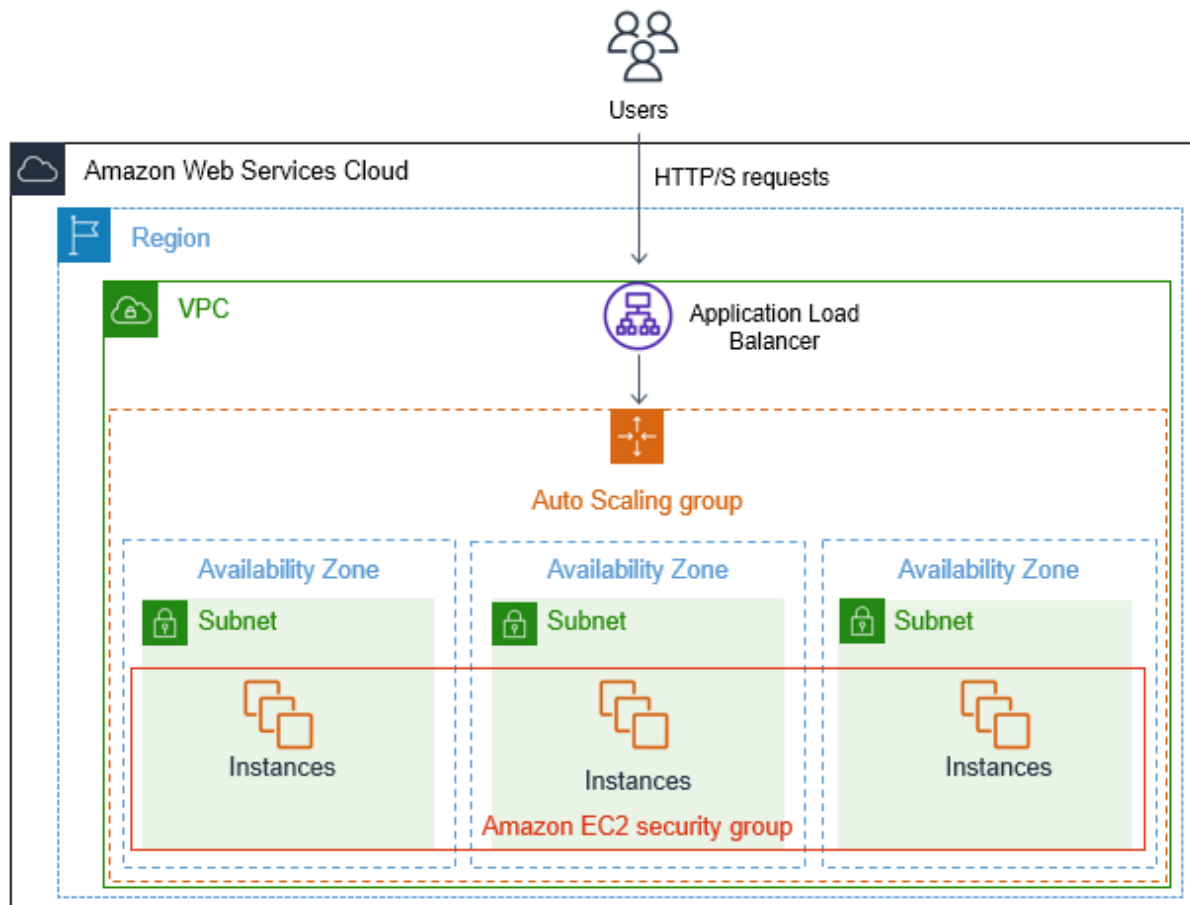 Users
Amazon Web Services Cloud
HTTP/S requests
Region
VPC
Application Load
Balancer
Auto Scaling group
Availability Zone
Availability Zone
Availability Zone
Subnet
Subnet
Subnet
Instances
Instances
Instances
Amazon EC2 security group